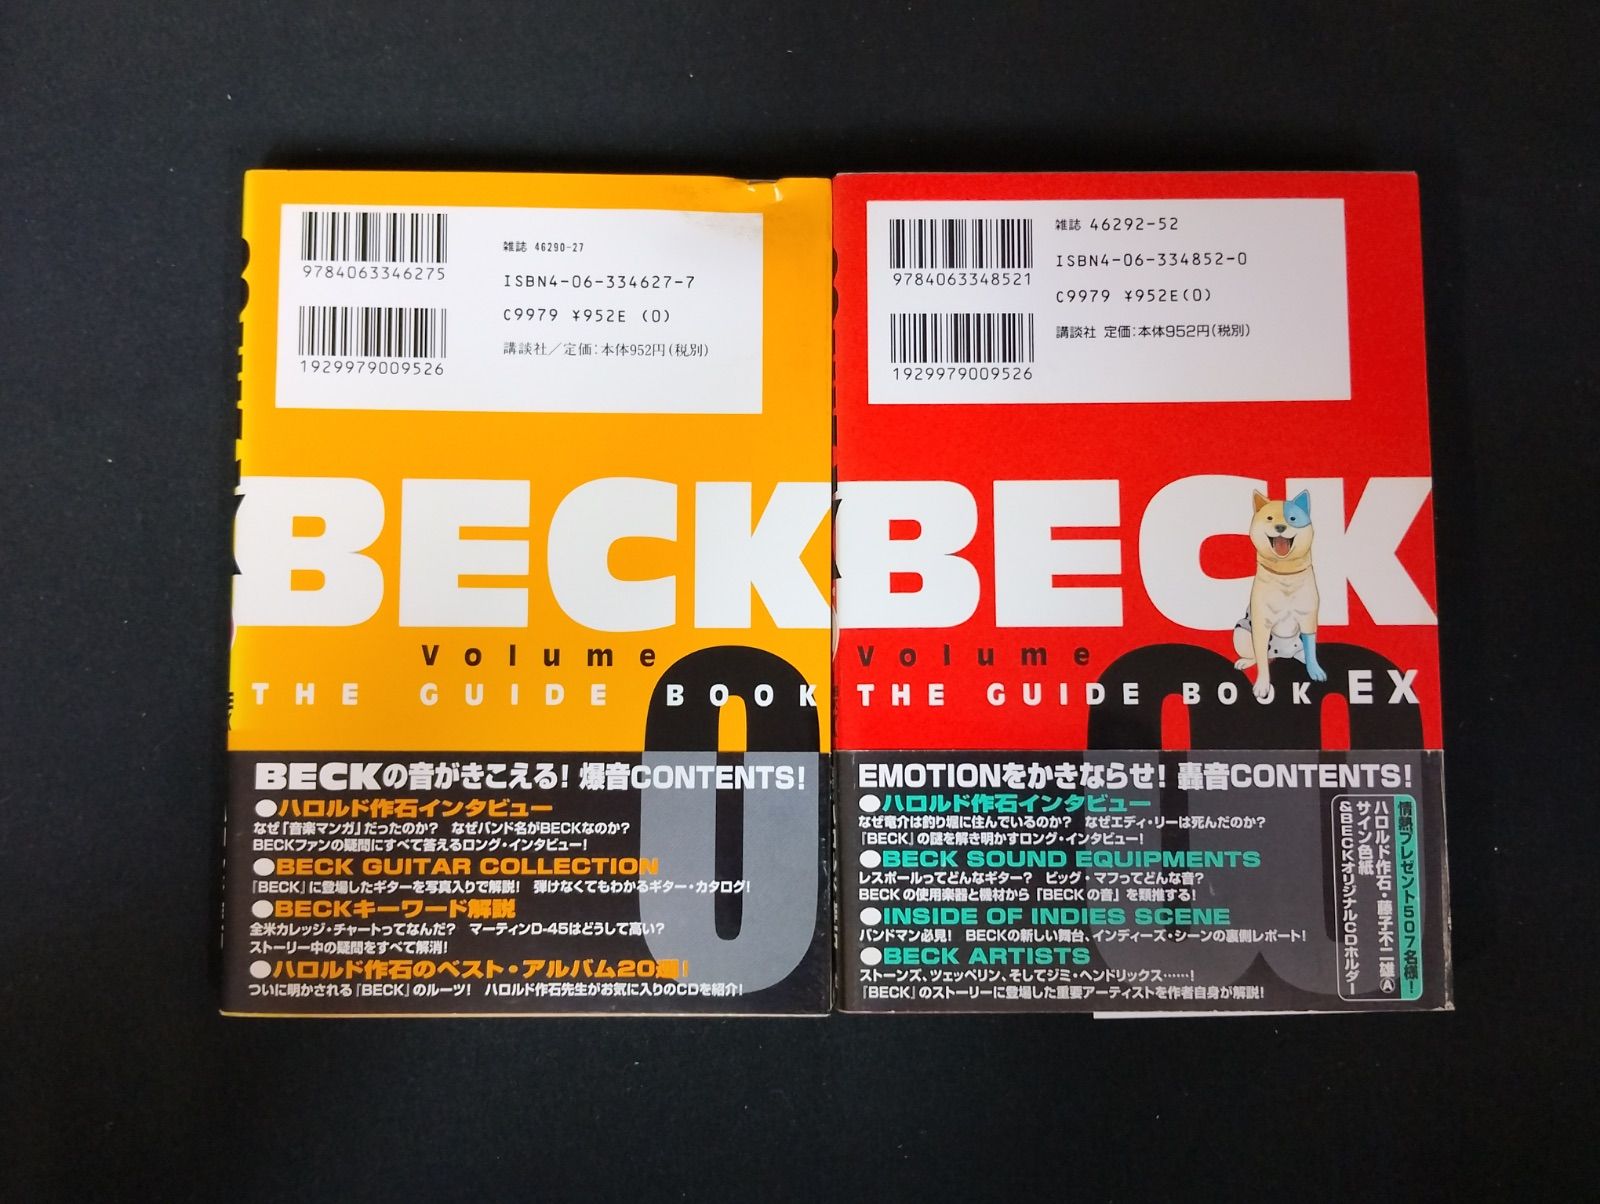 9784063346275
1929979009526
雑誌 46290-27
ISBN4-06-334627-7
C9979 ¥952E (0)
講談社／定価：本体952円（税別）
BECK
Volume
0
THE GUIDE BOOK
BECKの音がきこえる！ 爆音CONTENTS！
●ハロルド作石インタビュー
なぜ「音楽マンガ」だったのか？ なぜバンド名がBECKなのか？
BECKファンの疑問にすべて答えるロング・インタビュー！
●BECK GUITAR COLLECTION
『BECK』に登場したギターを写真入りで解説！ 弾けなくてもわかるギター・カタログ！
●BECKキーワード解説
全米カレッジ・チャートってなんだ？ マーティンD-45はどうして高い？
ストーリー中の疑問をすべて解消！
●ハロルド作石のベスト・アルバム20選！
ついに明かされる『BECK』のルーツ！ ハロルド作石先生がお気に入りのCDを紹介！
9784063348521
1929979009526
雑誌 46292-52
ISBN4-06-334852-0
C9979 ¥952E(0)
講談社 定価：本体952円（税別）
BECK
Volume
00
THE GUIDE BOOK EX
EMOTIONをかきならせ！ 轟音CONTENTS！
●ハロルド作石インタビュー
なぜ竜介は釣り堀に住んでいるのか？ なぜエディ・リーは死んだのか？
『BECK』の謎を解き明かすロング・インタビュー！
●BECK SOUND EQUIPMENTS
レスポールってどんなギター？ ビッグ・マフってどんな音？
BECKの使用楽器と機材から「BECKの音」を類推する！
●INSIDE OF INDIES SCENE
バンドマン必見！ BECKの新しい舞台、インディーズ・シーンの裏側レポート！
●BECK ARTISTS
ストーンズ、ツェッペリン、そしてジミ・ヘンドリックス……！
『BECK』のストーリーに登場した重要アーティストを作者自身が解説！
情熱プレゼント507名様！
ハロルド作石・藤子不二雄Ⓐ
サイン色紙
&BECKオリジナルCDホルダー